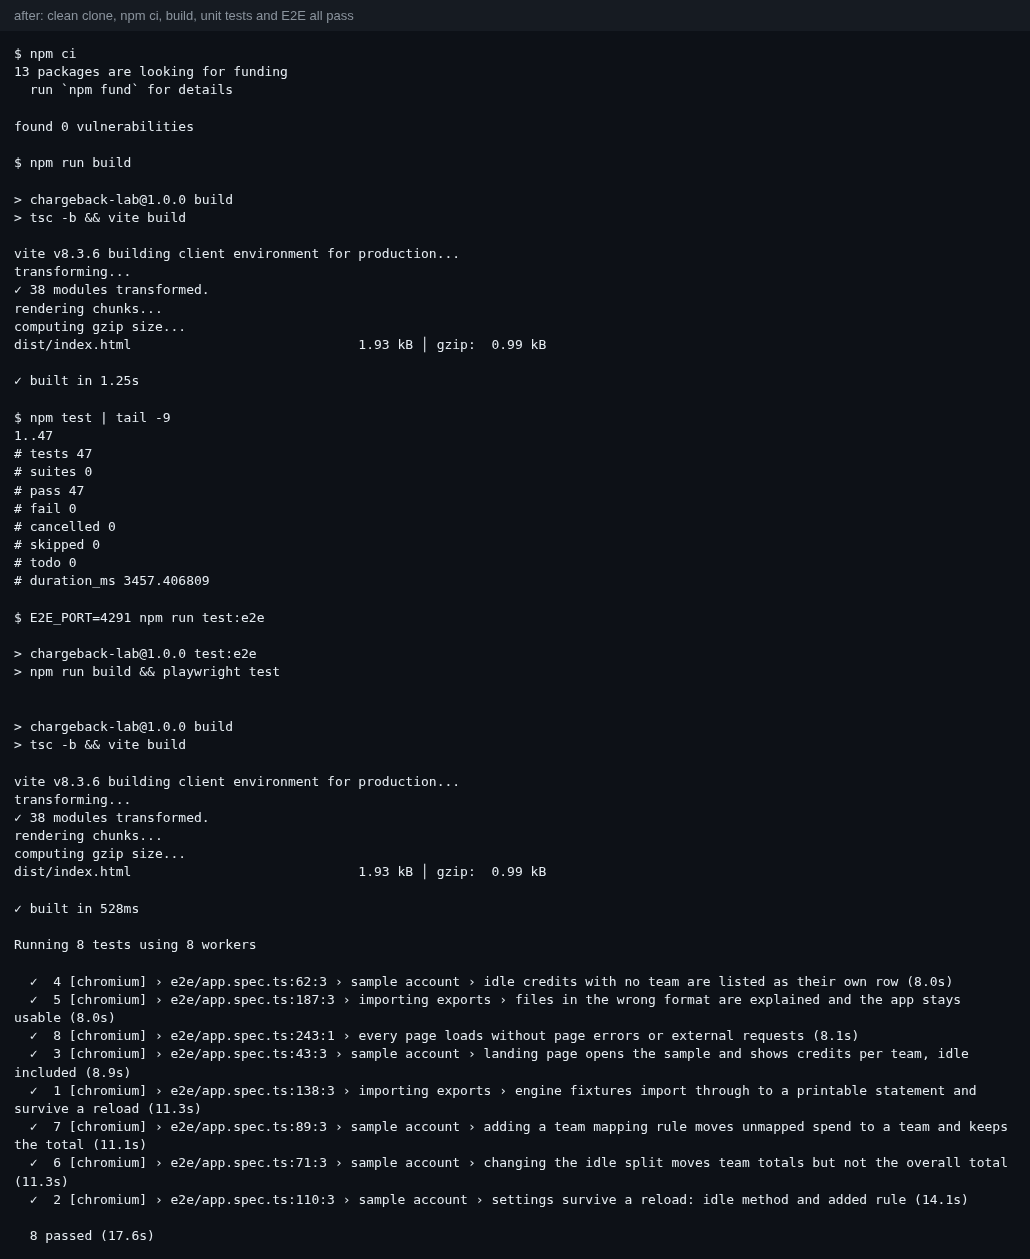 after: clean clone, npm ci, build, unit tests and E2E all pass
$ npm ci
13 packages are looking for funding
  run `npm fund` for details
found 0 vulnerabilities
$ npm run build
> chargeback-lab@1.0.0 build
> tsc -b && vite build
vite v8.3.6 building client environment for production...
transforming...
✓ 38 modules transformed.
rendering chunks...
computing gzip size...
dist/index.html                             1.93 kB │ gzip:  0.99 kB
✓ built in 1.25s
$ npm test | tail -9
1..47
# tests 47
# suites 0
# pass 47
# fail 0
# cancelled 0
# skipped 0
# todo 0
# duration_ms 3457.406809
$ E2E_PORT=4291 npm run test:e2e
> chargeback-lab@1.0.0 test:e2e
> npm run build && playwright test
> chargeback-lab@1.0.0 build
> tsc -b && vite build
vite v8.3.6 building client environment for production...
transforming...
✓ 38 modules transformed.
rendering chunks...
computing gzip size...
dist/index.html                             1.93 kB │ gzip:  0.99 kB
✓ built in 528ms
Running 8 tests using 8 workers
  ✓  4 [chromium] › e2e/app.spec.ts:62:3 › sample account › idle credits with no team are listed as their own row (8.0s)
  ✓  5 [chromium] › e2e/app.spec.ts:187:3 › importing exports › files in the wrong format are explained and the app stays
usable (8.0s)
  ✓  8 [chromium] › e2e/app.spec.ts:243:1 › every page loads without page errors or external requests (8.1s)
  ✓  3 [chromium] › e2e/app.spec.ts:43:3 › sample account › landing page opens the sample and shows credits per team, idle
included (8.9s)
  ✓  1 [chromium] › e2e/app.spec.ts:138:3 › importing exports › engine fixtures import through to a printable statement and
survive a reload (11.3s)
  ✓  7 [chromium] › e2e/app.spec.ts:89:3 › sample account › adding a team mapping rule moves unmapped spend to a team and keeps
the total (11.1s)
  ✓  6 [chromium] › e2e/app.spec.ts:71:3 › sample account › changing the idle split moves team totals but not the overall total
(11.3s)
  ✓  2 [chromium] › e2e/app.spec.ts:110:3 › sample account › settings survive a reload: idle method and added rule (14.1s)
  8 passed (17.6s)